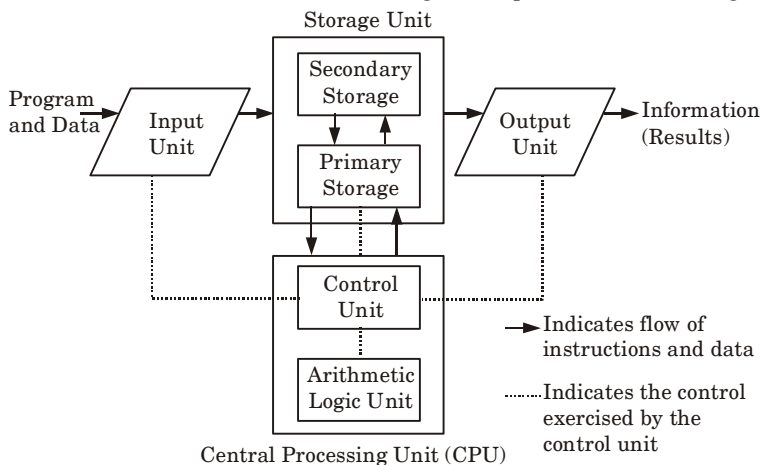 Storage Unit
Secondary
Storage
Program
and Data
Input
Unit
Output
Unit
Information
(Results)
Primary
Storage
Control
Unit
Arithmetic
Logic Unit
Indicates flow of
instructions and data
Indicates the control
exercised by the
control unit
Central Processing Unit (CPU)